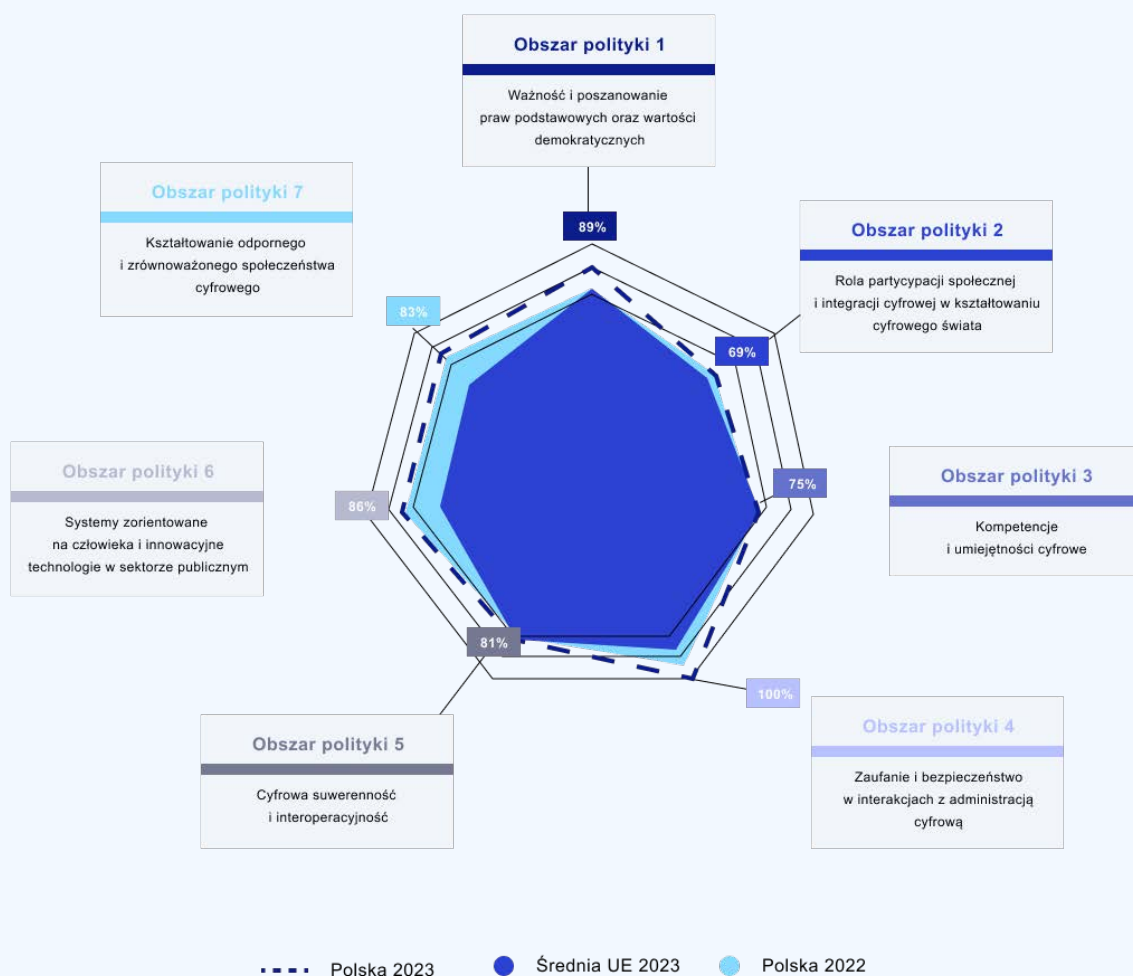 Obszar polityki 1
Ważność i poszanowanie
praw podstawowych oraz wartości
demokratycznych
89%
Obszar polityki 7
Kształtowanie odpornego
i zrównoważonego społeczeństwa
cyfrowego
83%
Obszar polityki 2
Rola partycypacji społecznej
i integracji cyfrowej w kształtowaniu
cyfrowego świata
69%
Obszar polityki 6
Systemy zorientowane
na człowieka i innowacyjne
technologie w sektorze publicznym
86%
Obszar polityki 3
Kompetencje
i umiejętności cyfrowe
75%
Obszar polityki 5
Cyfrowa suwerenność
i interoperacyjność
81%
Obszar polityki 4
Zaufanie i bezpieczeństwo
w interakcjach z administracją
cyfrową
100%
Polska 2023
Średnia UE 2023
Polska 2022